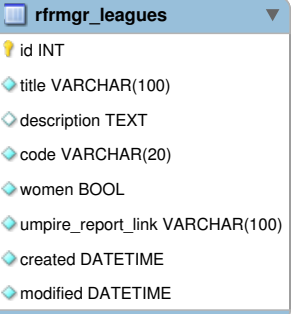 rfrmgr_leagues
id INT
title VARCHAR(100)
description TEXT
code VARCHAR(20)
women BOOL
umpire_report_link VARCHAR(100)
created DATETIME
modified DATETIME